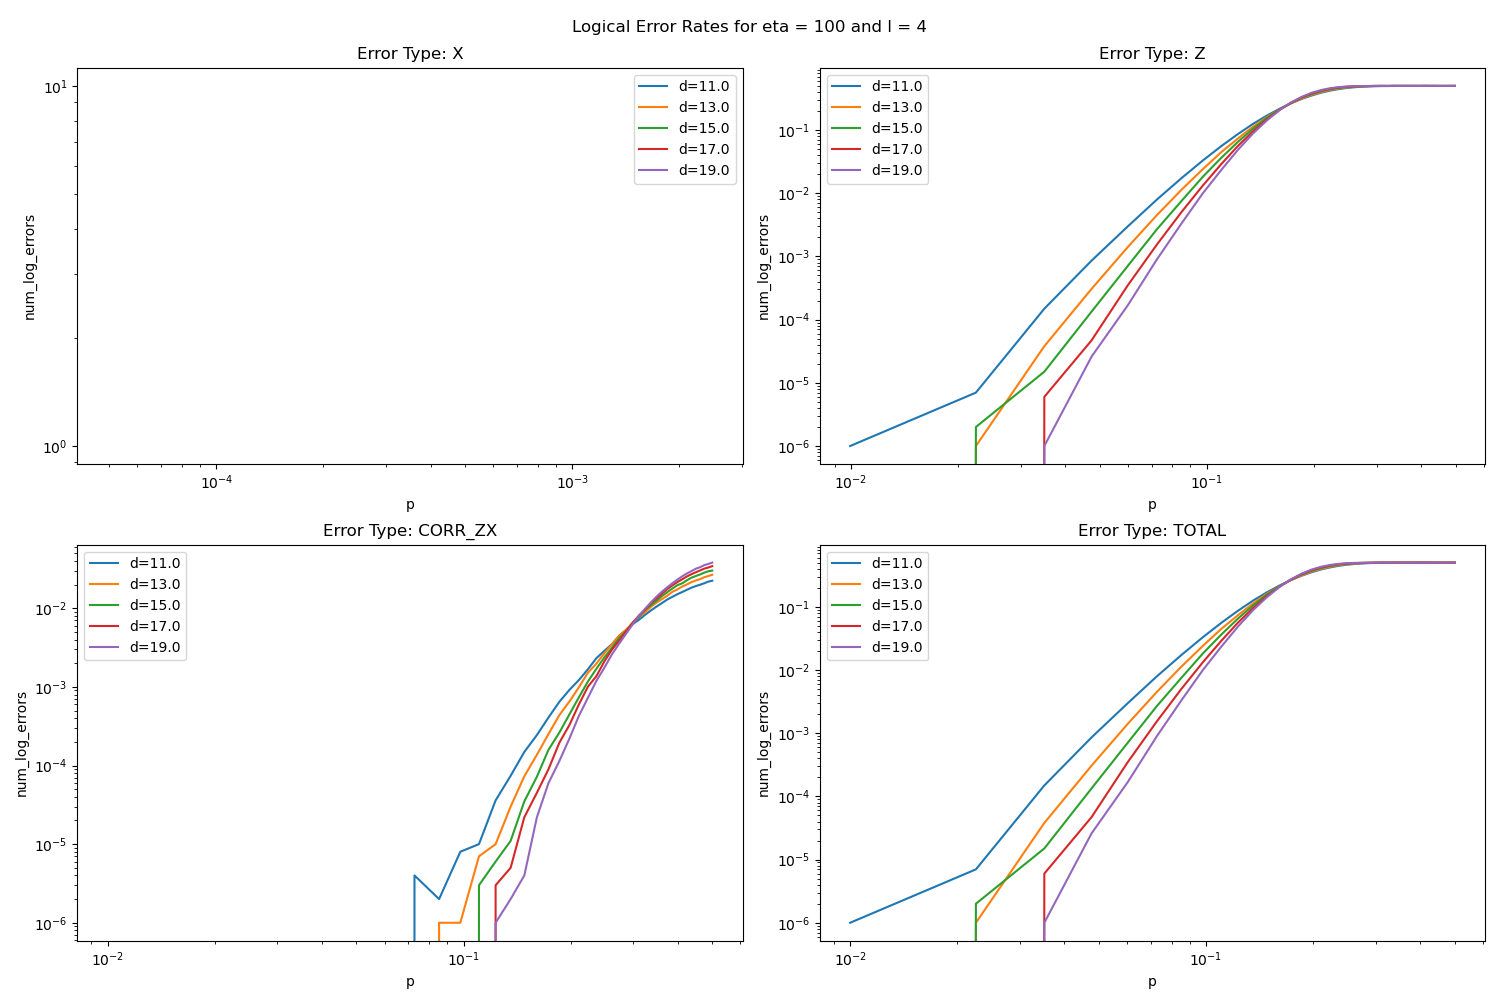 Logical Error Rates for eta = 100 and l = 4
Error Type: X
10^1
10^0
num_log_errors
d=11.0
d=13.0
d=15.0
d=17.0
d=19.0
10^-4
10^-3
p
Error Type: Z
10^-1
10^-2
10^-3
10^-4
10^-5
10^-6
num_log_errors
d=11.0
d=13.0
d=15.0
d=17.0
d=19.0
10^-2
10^-1
p
Error Type: CORR_ZX
10^-2
10^-3
10^-4
10^-5
10^-6
num_log_errors
d=11.0
d=13.0
d=15.0
d=17.0
d=19.0
10^-2
10^-1
p
Error Type: TOTAL
10^-1
10^-2
10^-3
10^-4
10^-5
10^-6
num_log_errors
d=11.0
d=13.0
d=15.0
d=17.0
d=19.0
10^-2
10^-1
p